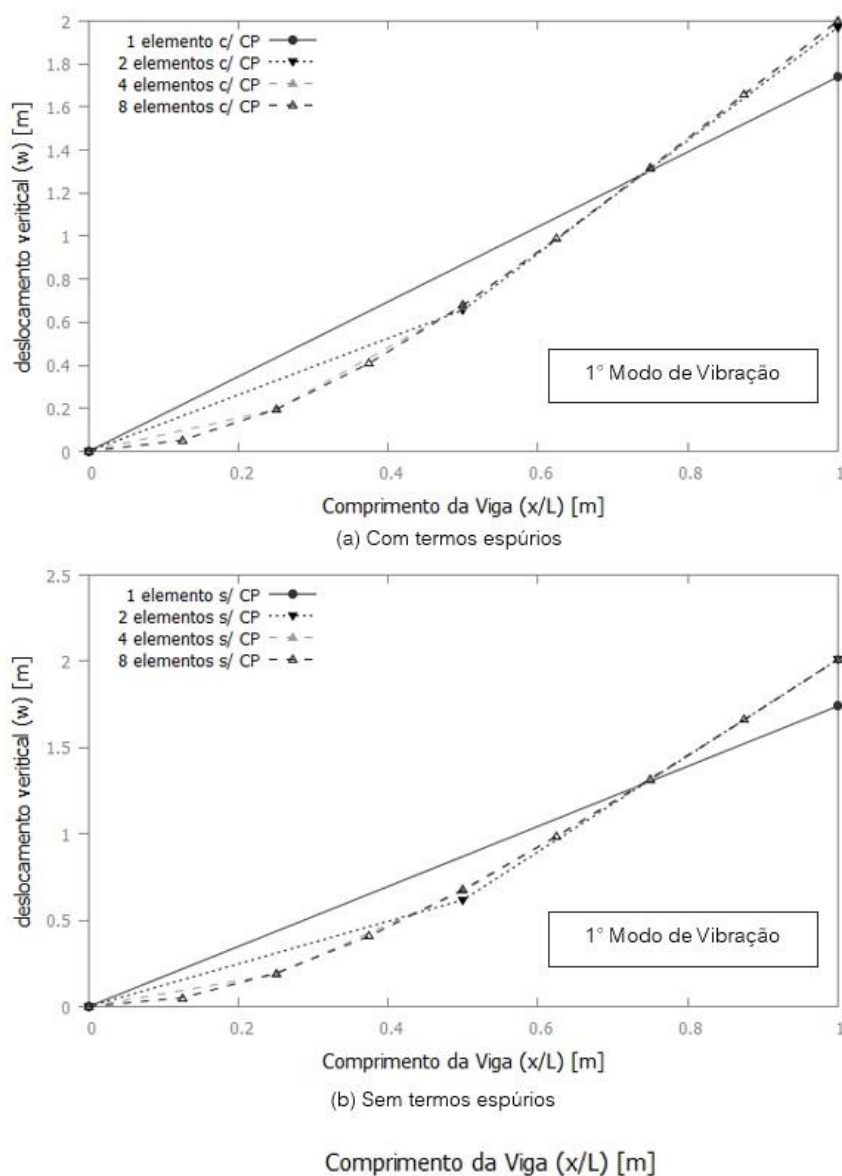 2
1.8
1.6
1.4
1.2
1
0.8
0.6
0.4
0.2
0
deslocamento veritical (w) [m]
1 elemento c/ CP
2 elementos c/ CP
4 elementos c/ CP
8 elementos c/ CP
1° Modo de Vibração
0 0.2 0.4 0.6 0.8 1
Comprimento da Viga (x/L) [m]
(a) Com termos espúrios
2.5
2
1.5
1
0.5
0
deslocamento veritical (w) [m]
1 elemento s/ CP
2 elementos s/ CP
4 elementos s/ CP
8 elementos s/ CP
1° Modo de Vibração
0 0.2 0.4 0.6 0.8 1
Comprimento da Viga (x/L) [m]
(b) Sem termos espúrios
Comprimento da Viga (x/L) [m]